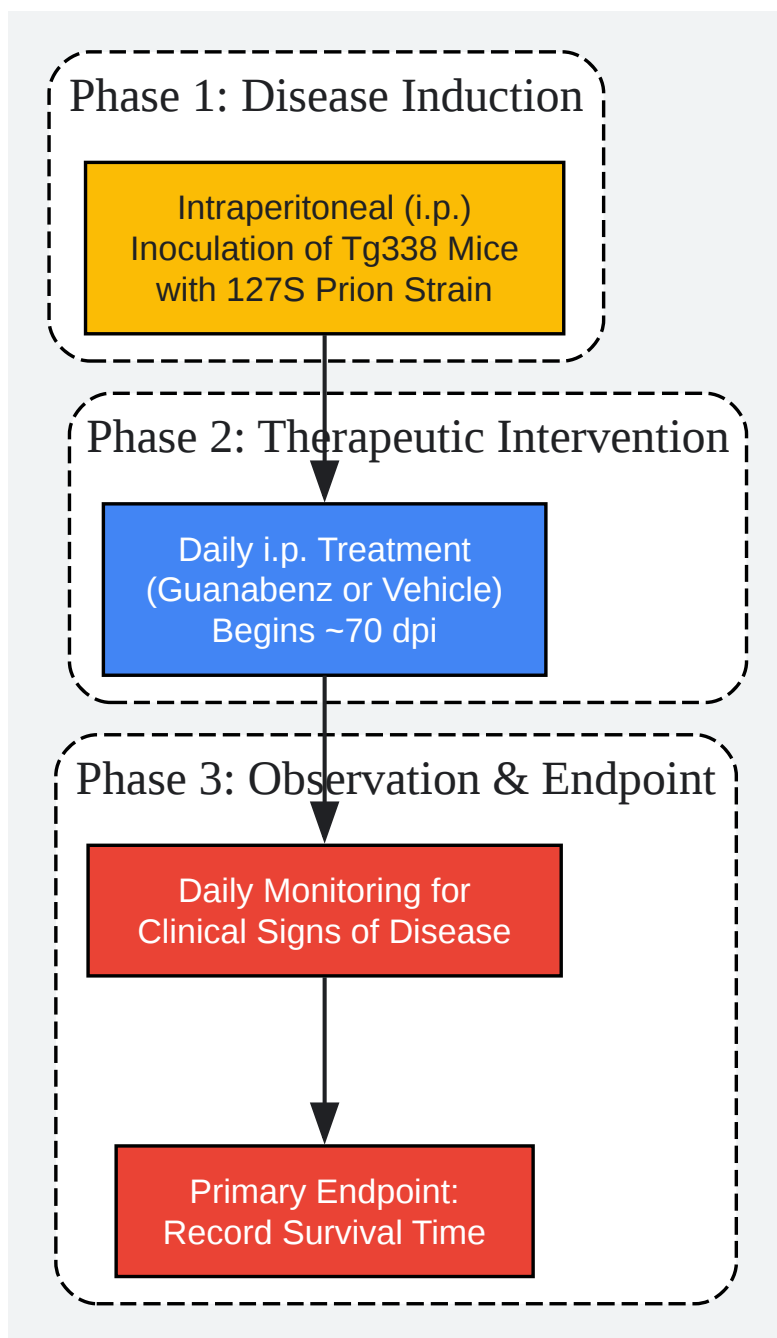 Phase 1: Disease Induction
Intraperitoneal (i.p.)
Inoculation of Tg338 Mice
with 127S Prion Strain
Phase 2: Therapeutic Intervention
Daily i.p. Treatment
(Guanabenz or Vehicle)
Begins ~70 dpi
Phase 3: Observation & Endpoint
Daily Monitoring for
Clinical Signs of Disease
Primary Endpoint:
Record Survival Time